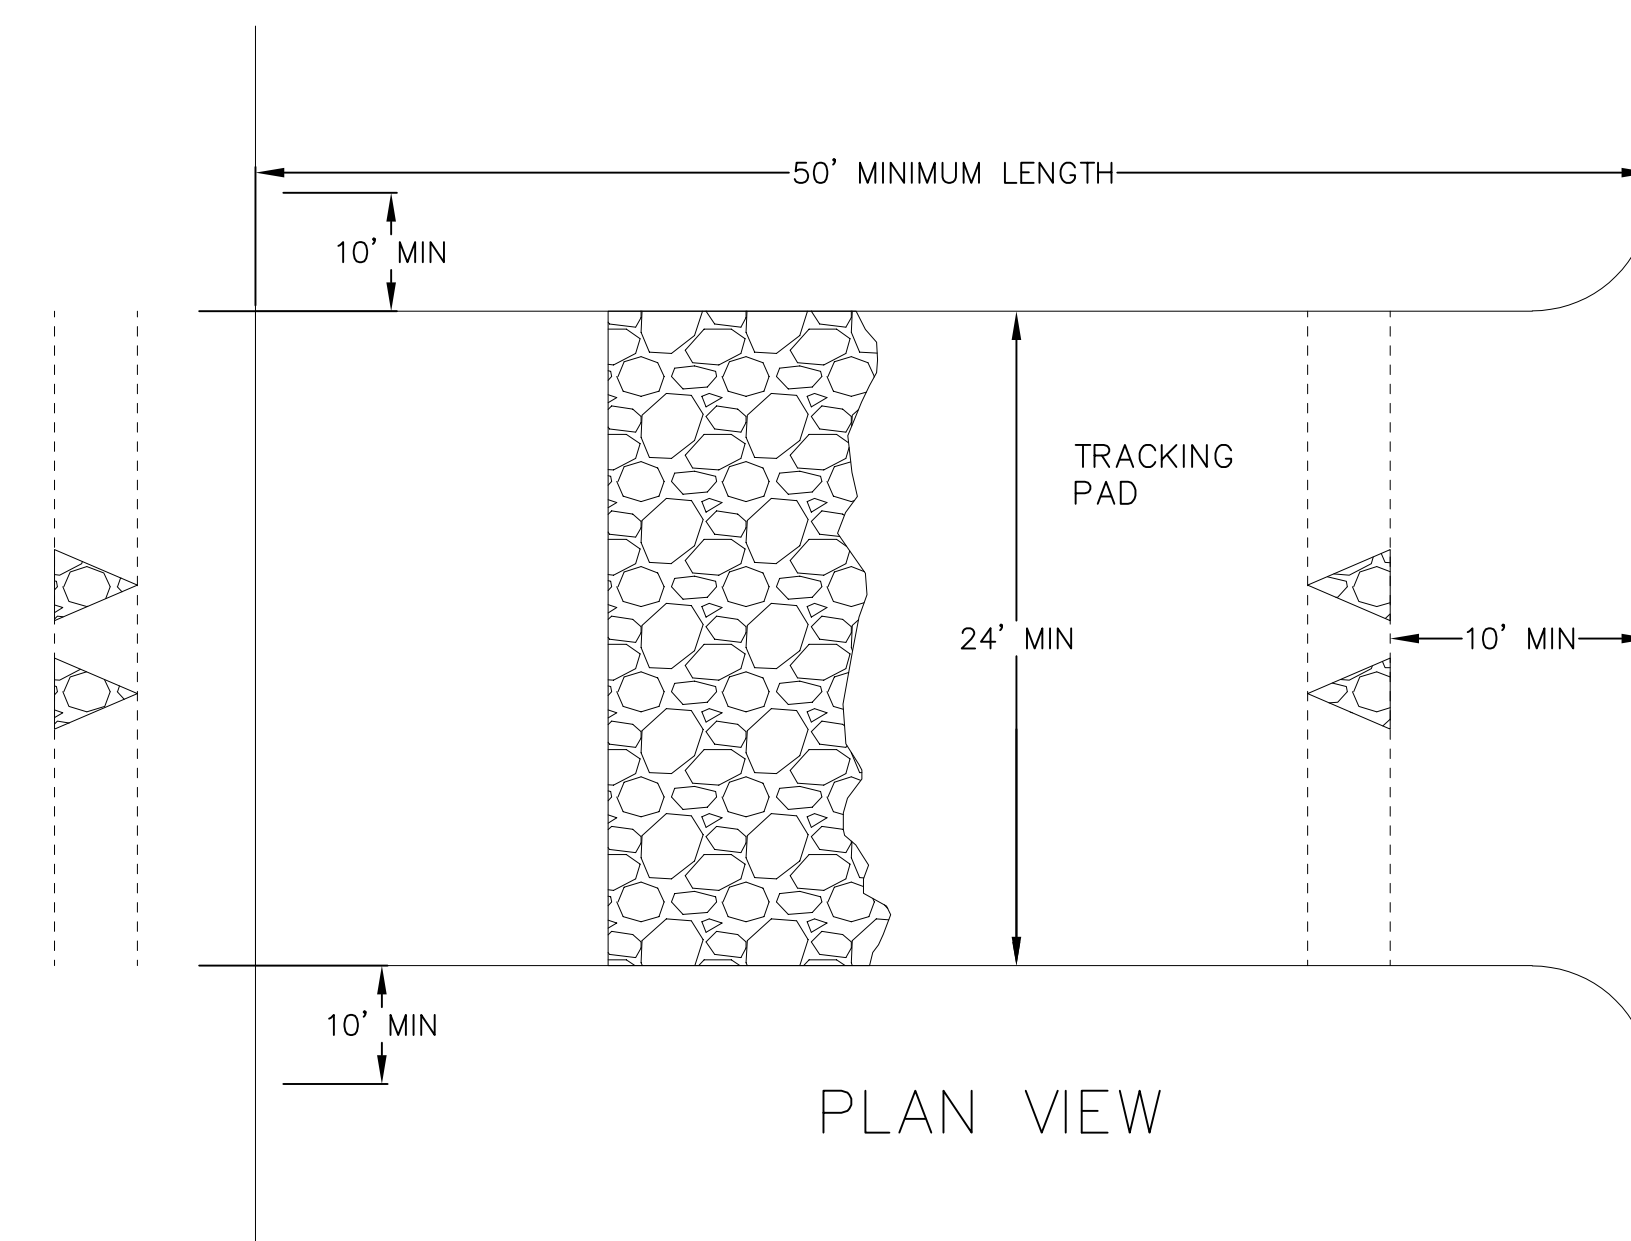 50' MINIMUM LENGTH
10' MIN
TRACKING
PAD
24' MIN
10' MIN
10' MIN
PLAN VIEW